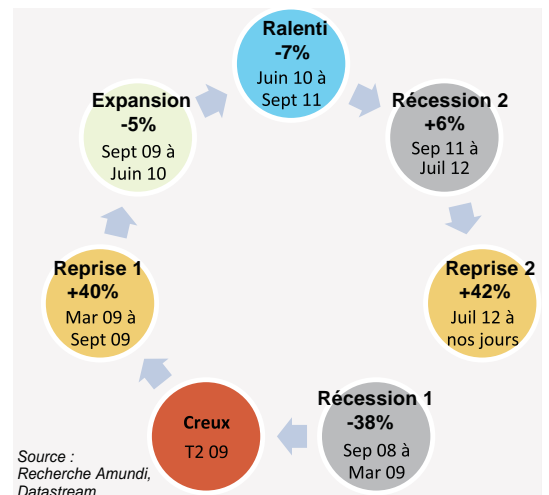 Ralenti
-7%
Juin 10 à
Sept 11
Expansion
-5%
Sept 09 à
Juin 10
Récession 2
+6%
Sep 11 à
Juil 12
Reprise 1
+40%
Mar 09 à
Sept 09
Reprise 2
+42%
Juil 12 à
nos jours
Creux
T2 09
Récession 1
-38%
Sep 08 à
Mar 09
Source :
Recherche Amundi,
Datastream